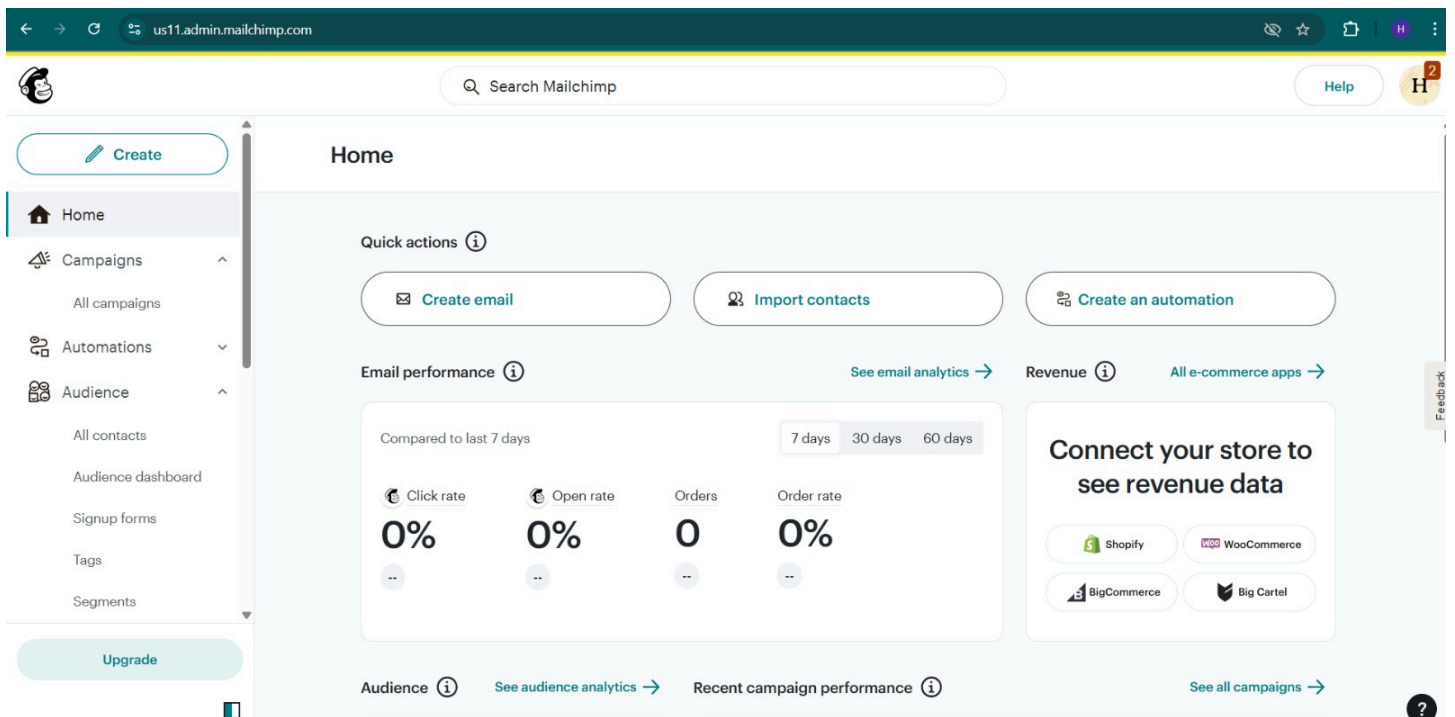 us11.admin.mailchimp.com
H
Search Mailchimp
Help
H
2
Create
Home
Campaigns
All campaigns
Automations
Audience
All contacts
Audience dashboard
Signup forms
Tags
Segments
Upgrade
Home
Quick actions
Create email
Import contacts
Create an automation
Email performance
See email analytics →
Revenue
All e-commerce apps →
Compared to last 7 days
7 days 30 days 60 days
Click rate Open rate Orders Order rate
0% 0% 0 0%
-- -- -- --
Connect your store to
see revenue data
Shopify
WOO WooCommerce
BigCommerce
Big Cartel
Audience
See audience analytics →
Recent campaign performance
See all campaigns →
Feedback
?